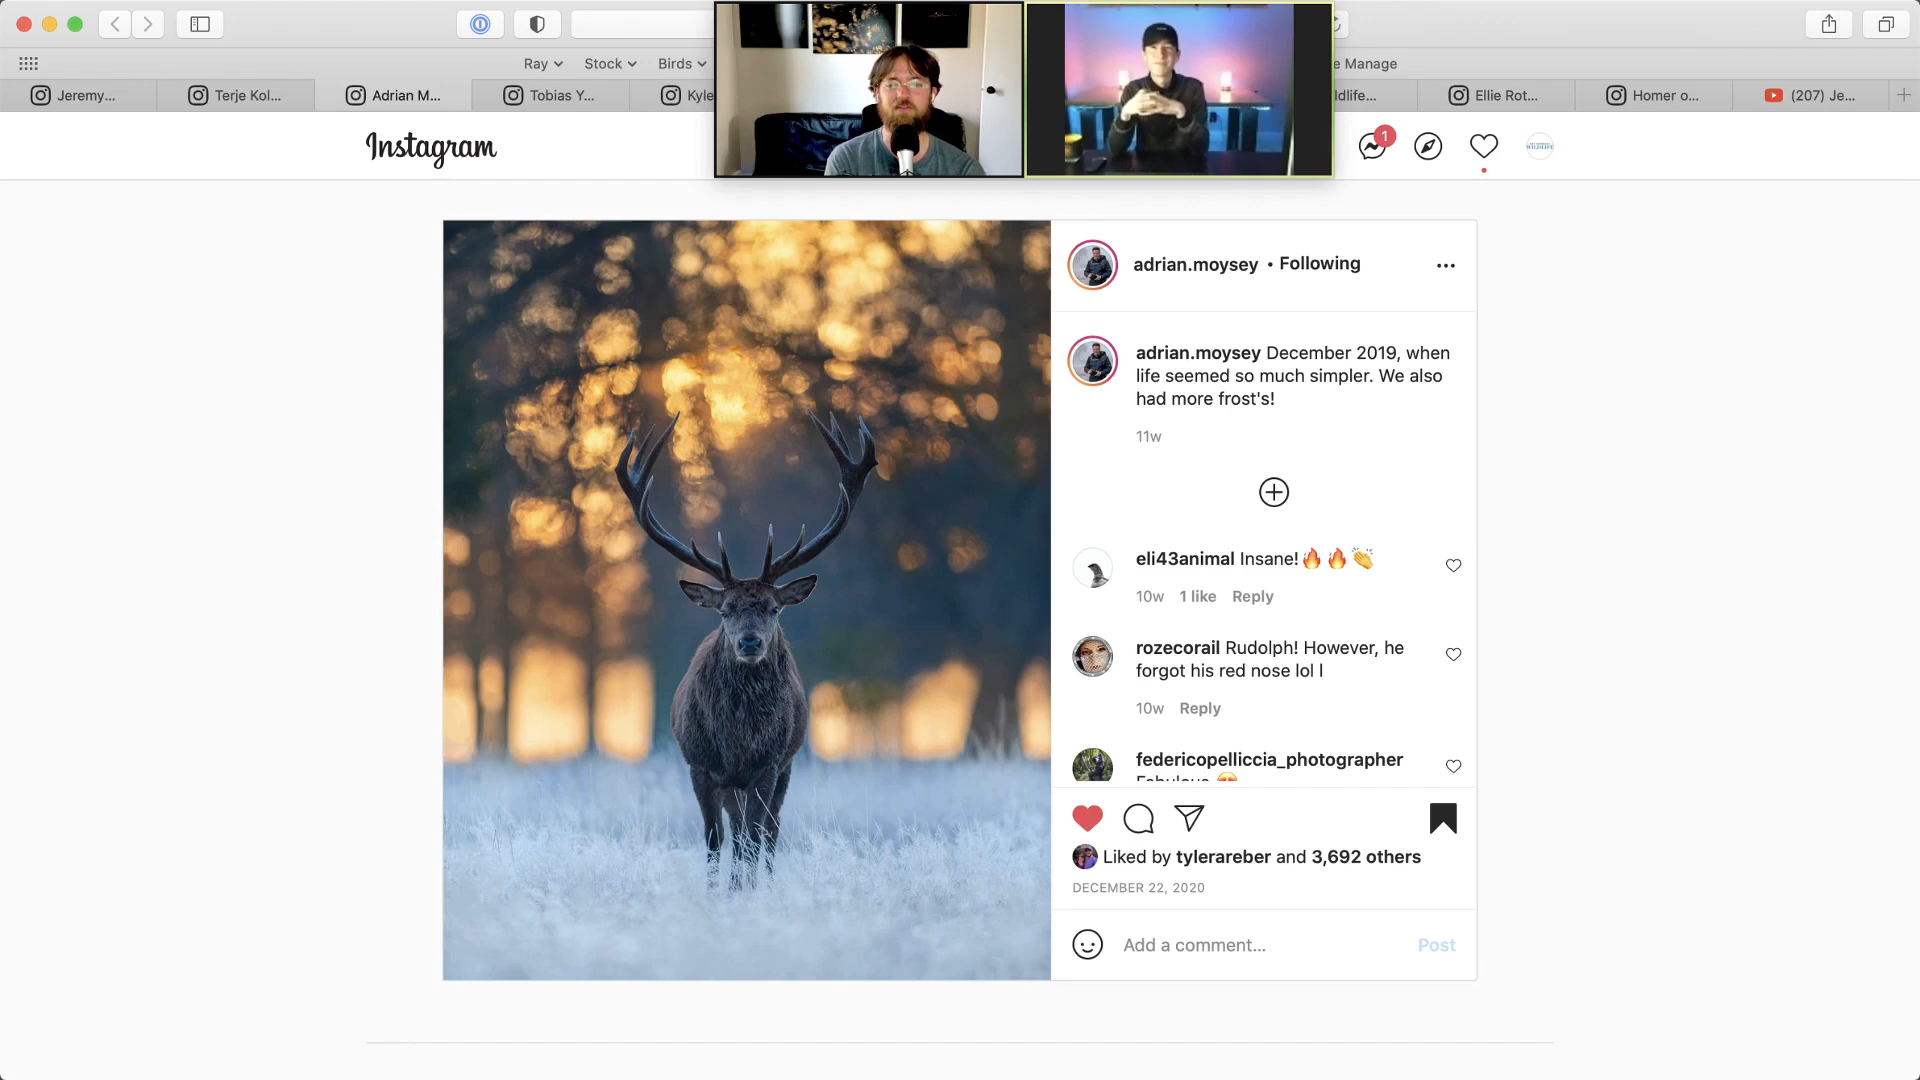 Ray
Stock
Birds
e Manage
Jeremy...
Terje Kol...
Adrian M...
Tobias Y...
Kyle
ldlife...
Ellie Rot...
Homer o...
(207) Je...
Instagram
1
adrian.moysey • Following
adrian.moysey December 2019, when
life seemed so much simpler. We also
had more frost's!
11w
eli43animal Insane!🔥🔥👏
10w 1 like Reply
rozecorail Rudolph! However, he
forgot his red nose lol l
10w Reply
federicopelliccia_photographer
Fabulous 😍
Liked by tylerareber and 3,692 others
DECEMBER 22, 2020
Add a comment...
Post